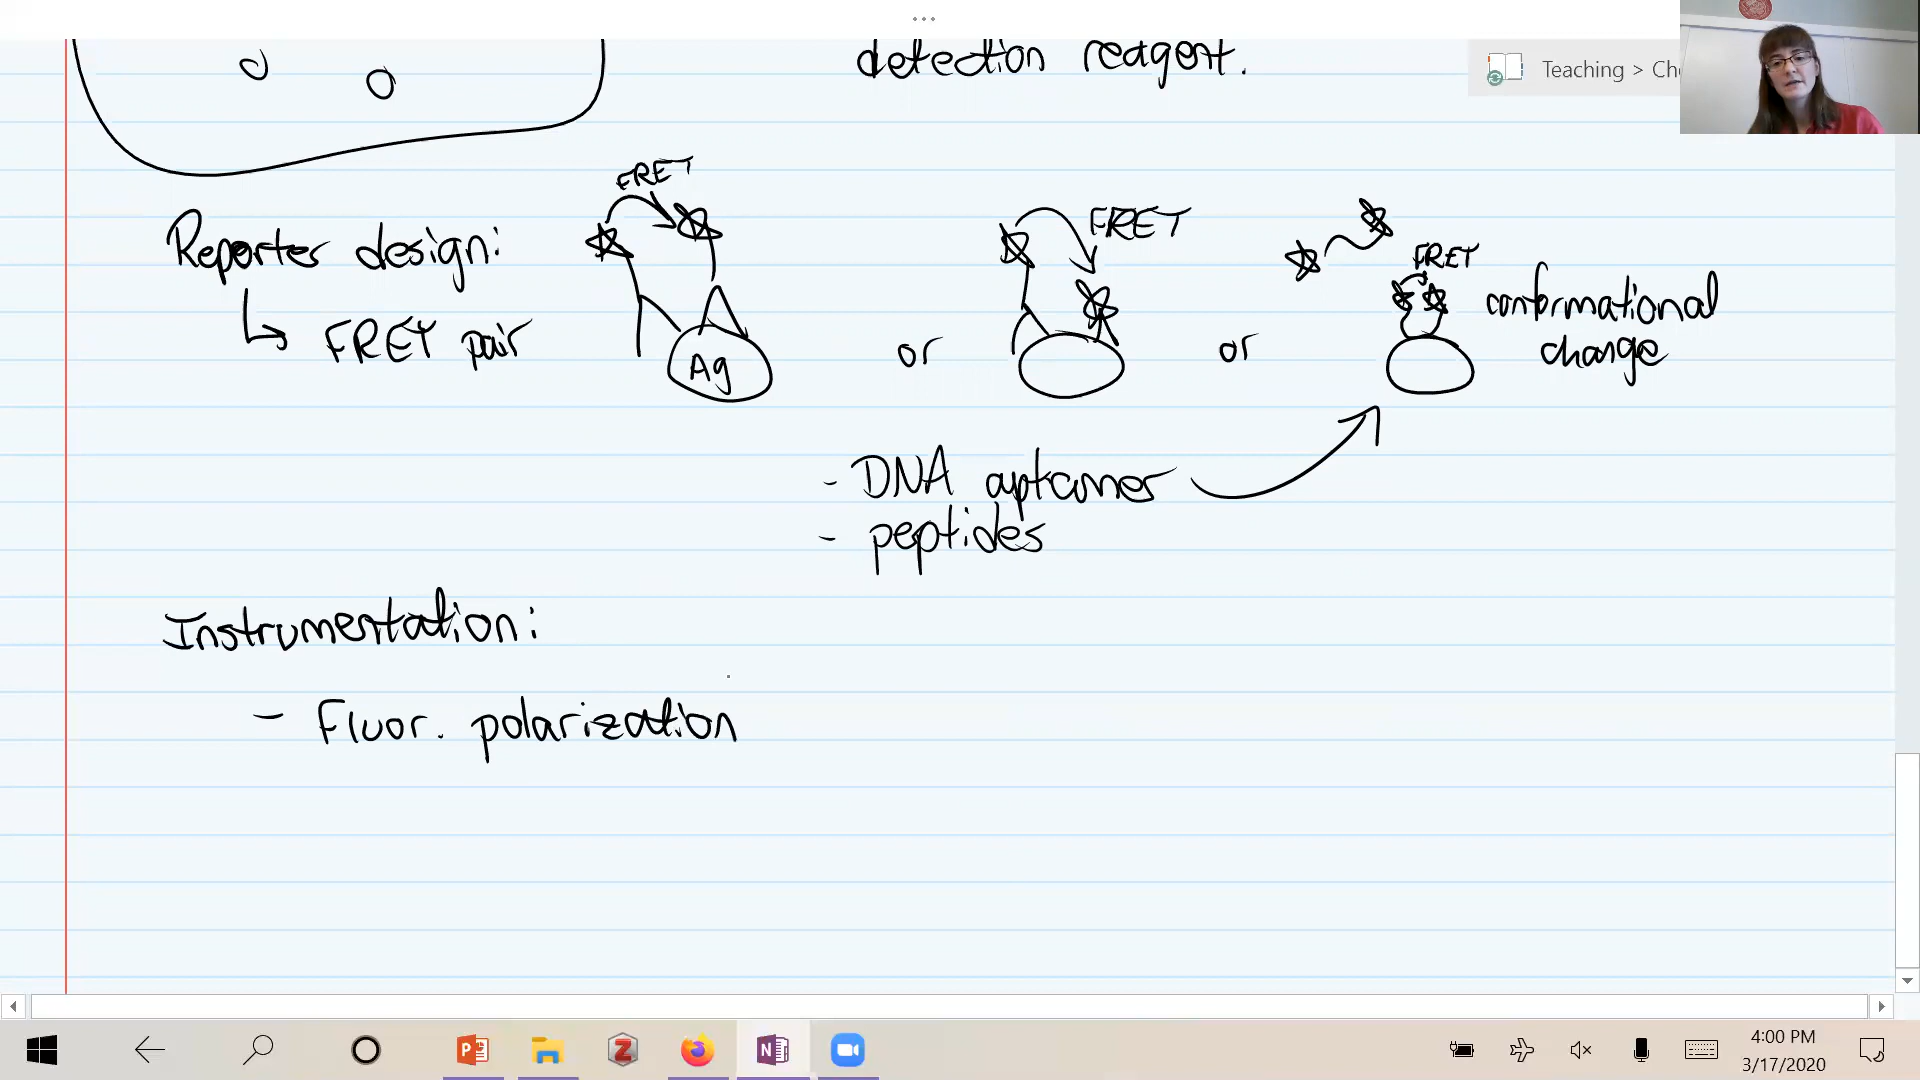 detection reagent.
Teaching > Ch
FRET
Reporter design:
FRET
FRET
↳ FRET pair
Ag
or
or
conformational
change
- DNA aptamer
- peptides
Instrumentation:
- Fluor. polarization
4:00 PM
3/17/2020